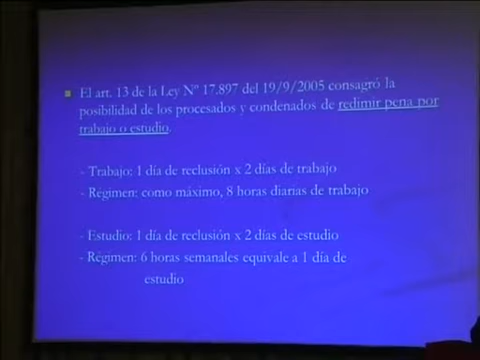 El art. 13 de la Ley Nº 17.897 del 19/9/2005 consagró la
posibilidad de los procesados y condenados de redimir pena por
trabajo o estudio.
- Trabajo: 1 día de reclusión x 2 días de trabajo
- Régimen: como máximo, 8 horas diarias de trabajo
- Estudio: 1 día de reclusión x 2 días de estudio
- Régimen: 6 horas semanales equivale a 1 día de
estudio